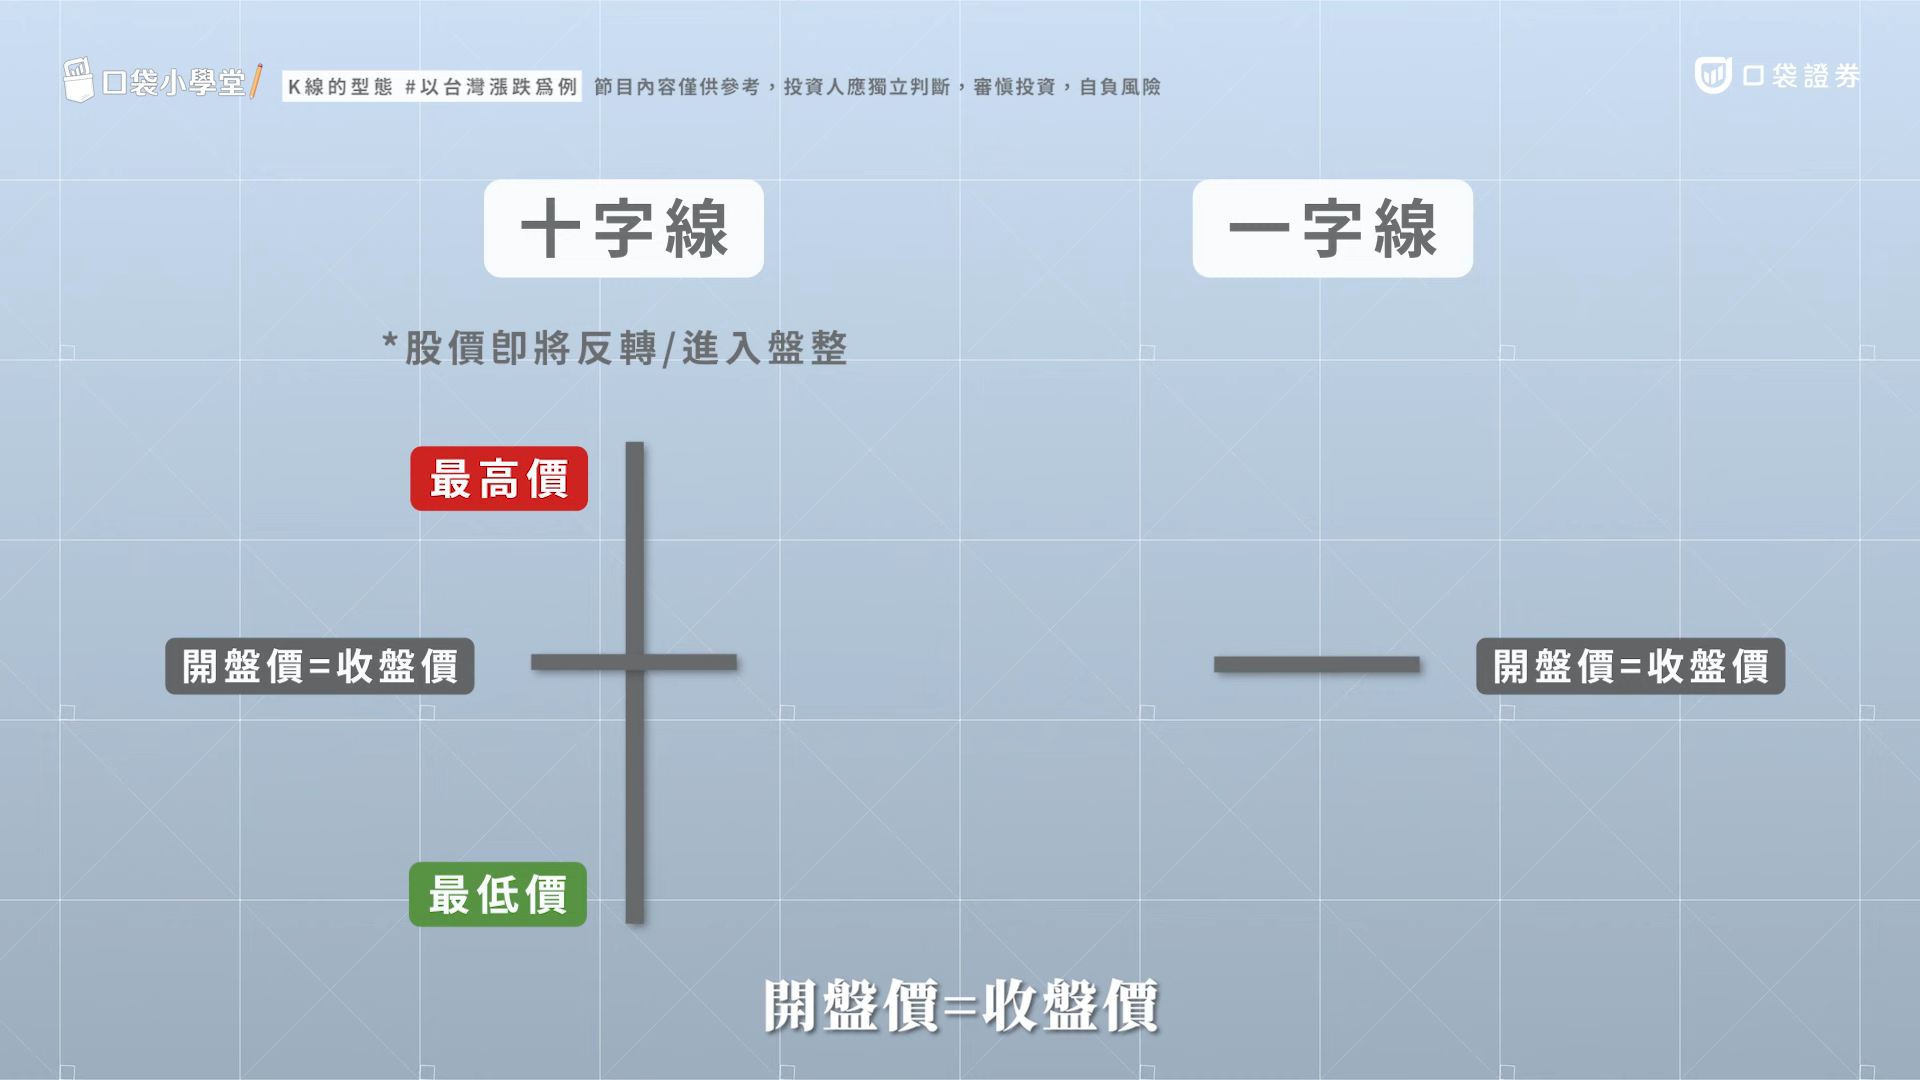 口袋小學堂
K線的型態 #以台灣漲跌為例 節目內容僅供參考，投資人應獨立判斷，審慎投資，自負風險
口袋證券
十字線
一字線
*股價即將反轉/進入盤整
最高價
開盤價=收盤價
開盤價=收盤價
最低價
開盤價=收盤價